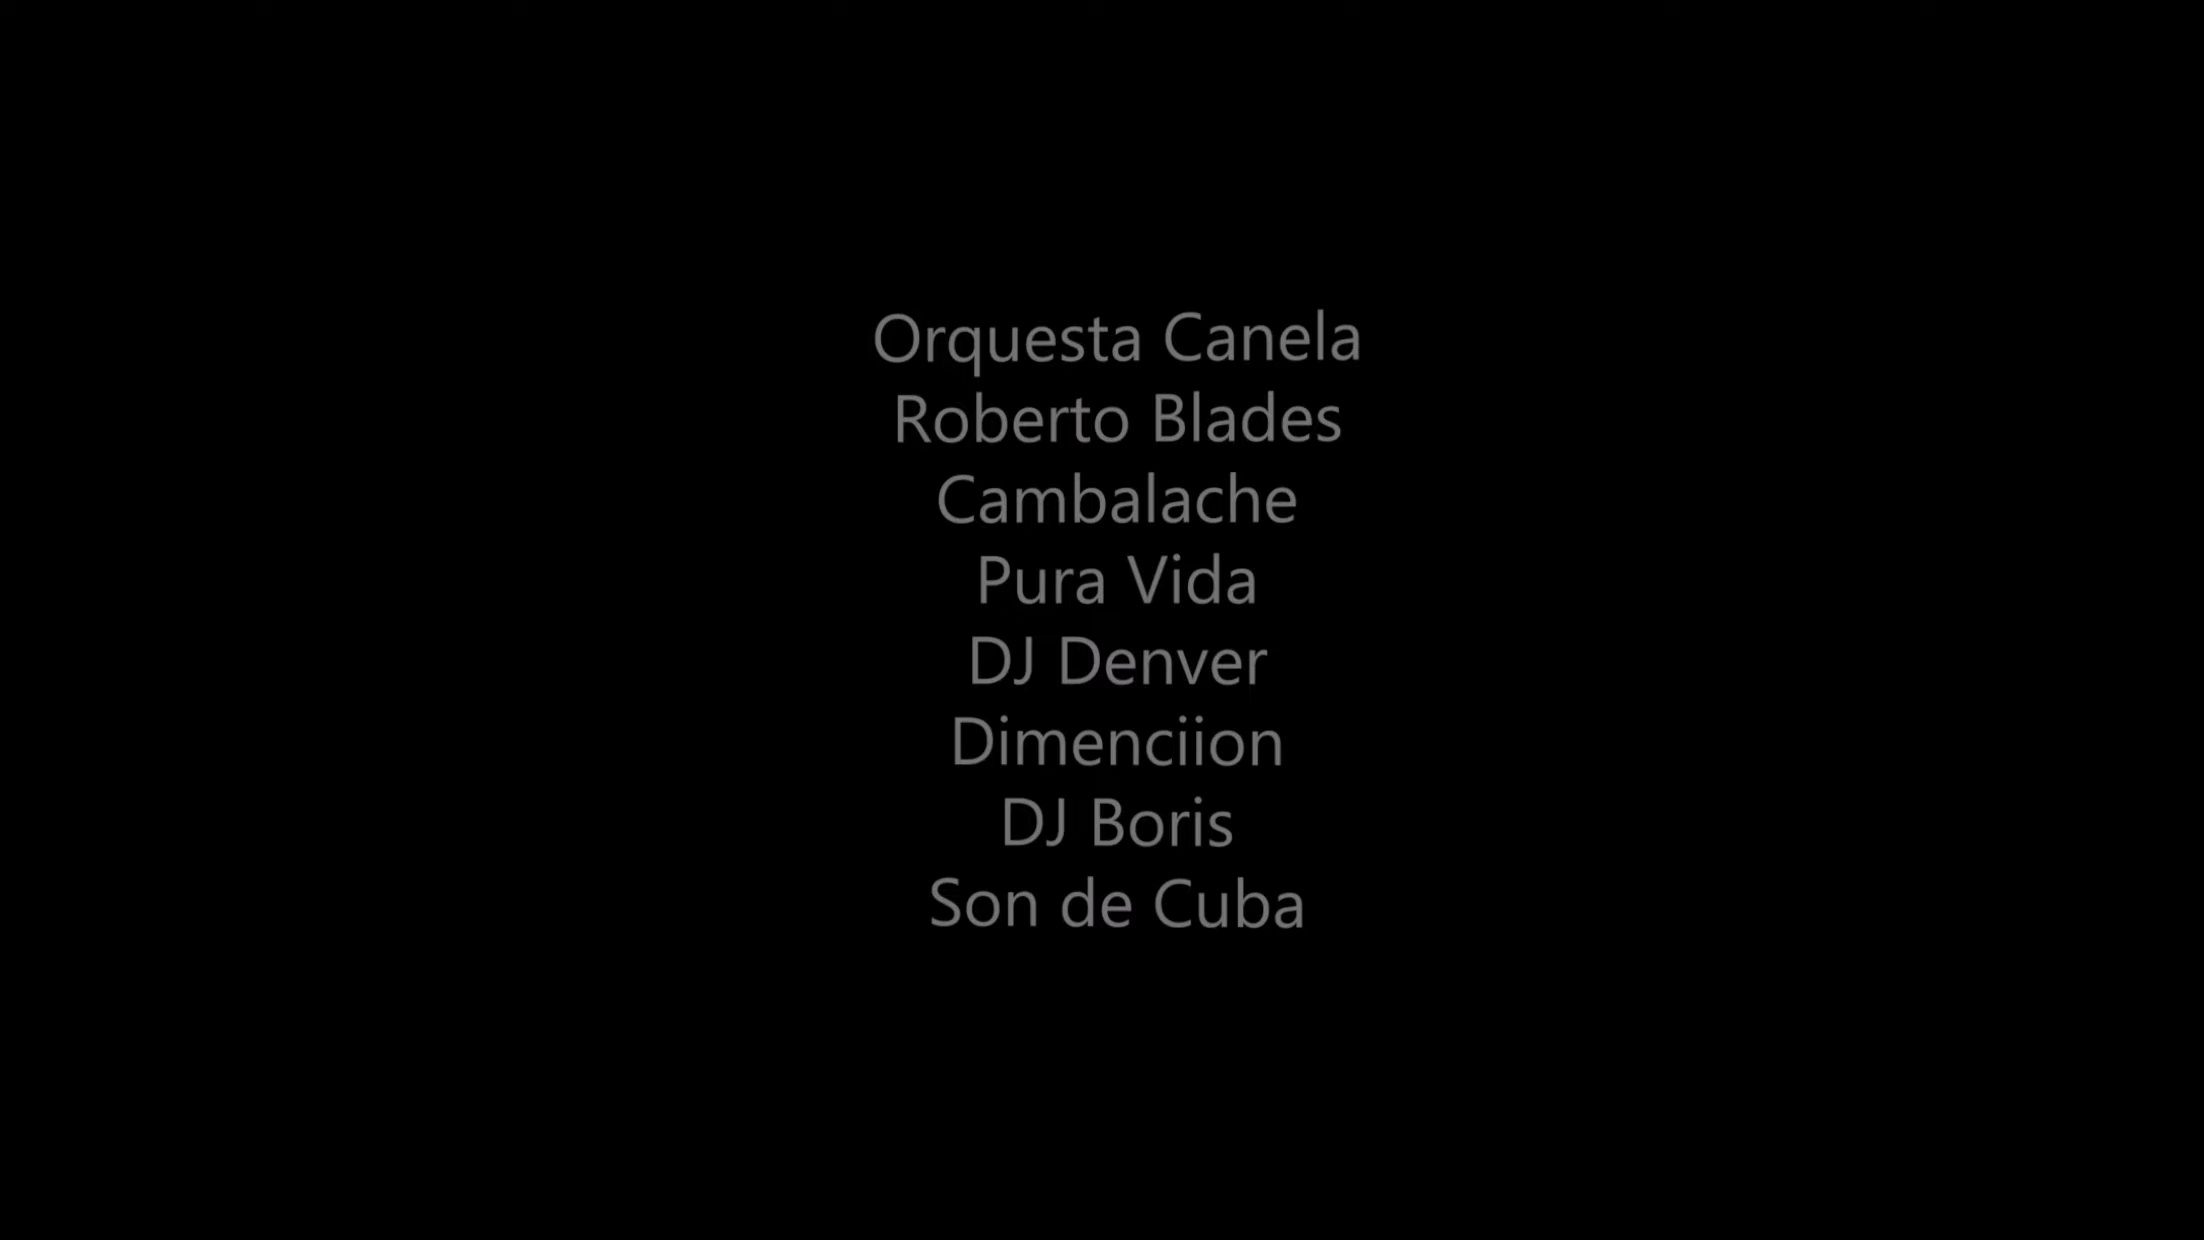 Orquesta Canela
Roberto Blades
Cambalache
Pura Vida
DJ Denver
Dimenciion
DJ Boris
Son de Cuba